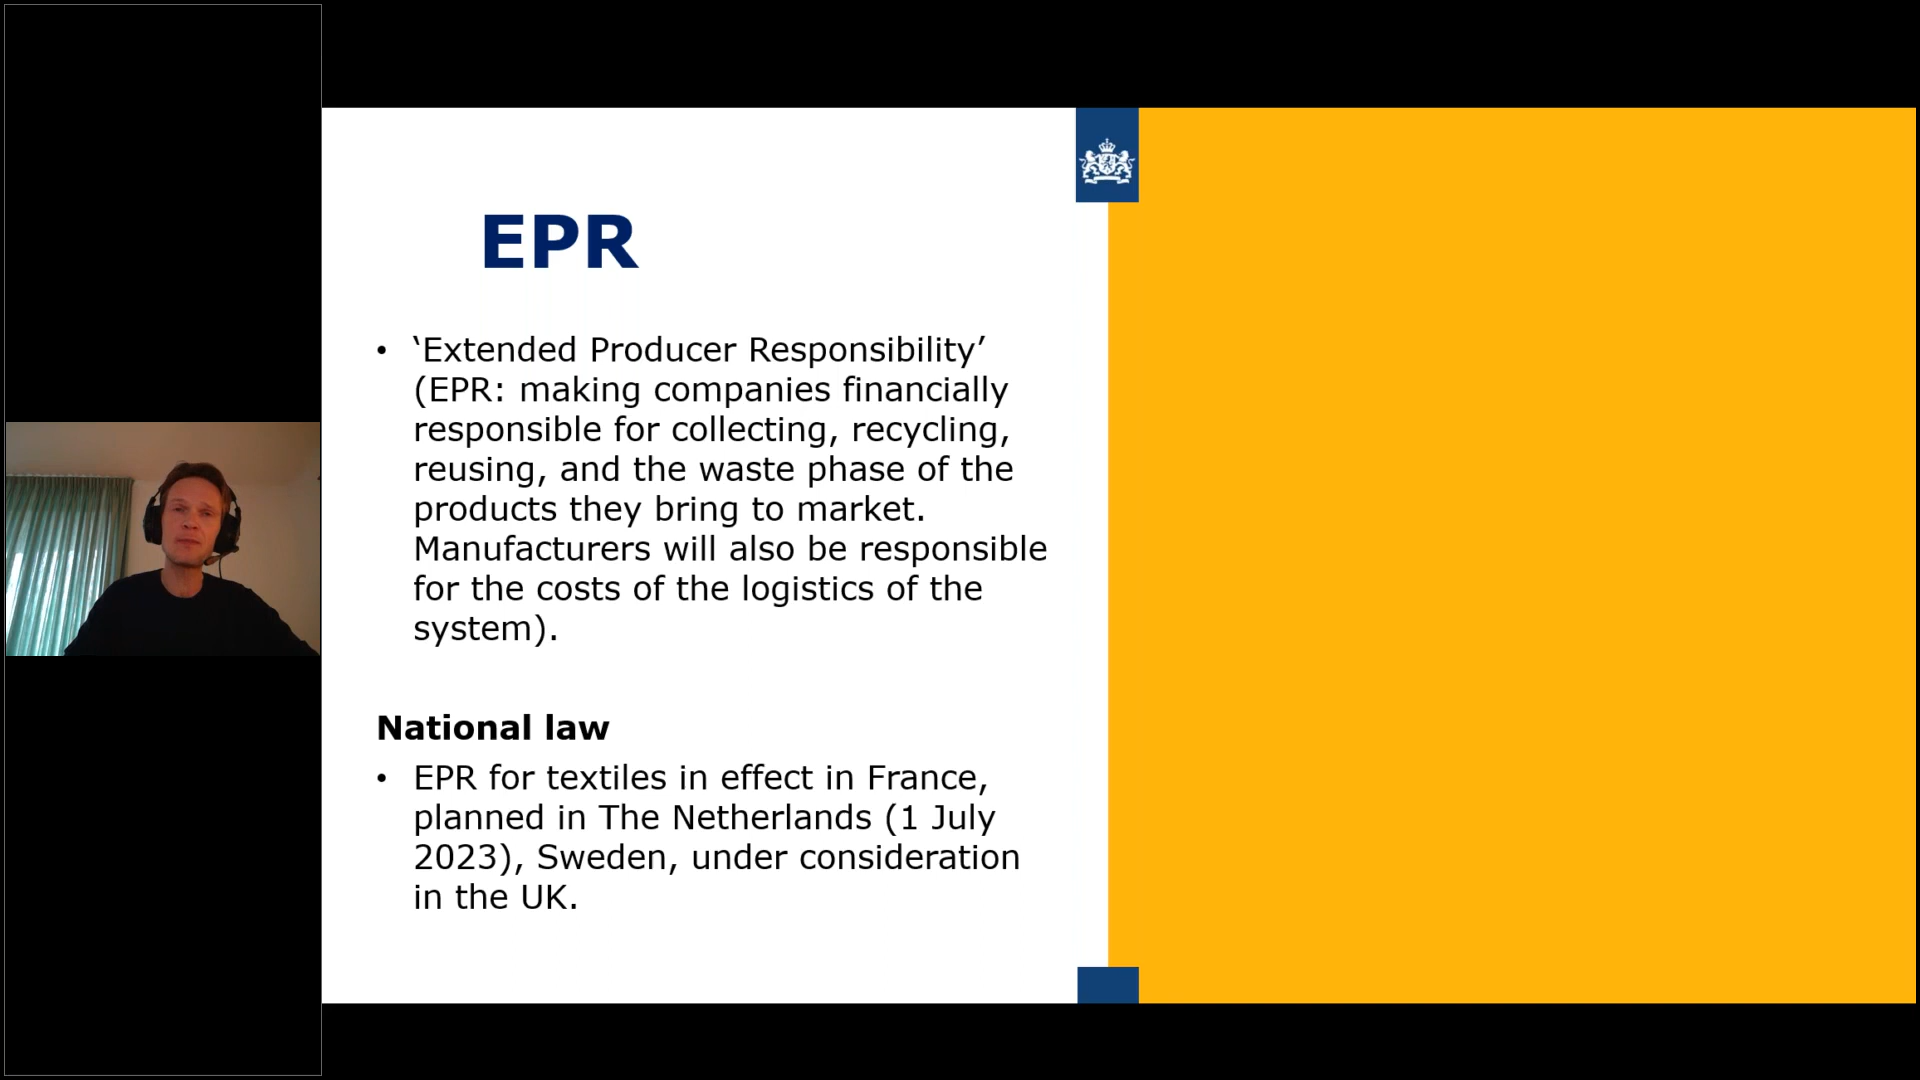 EPR
• ‘Extended Producer Responsibility’
(EPR: making companies financially
responsible for collecting, recycling,
reusing, and the waste phase of the
products they bring to market.
Manufacturers will also be responsible
for the costs of the logistics of the
system).
National law
• EPR for textiles in effect in France,
planned in The Netherlands (1 July
2023), Sweden, under consideration
in the UK.